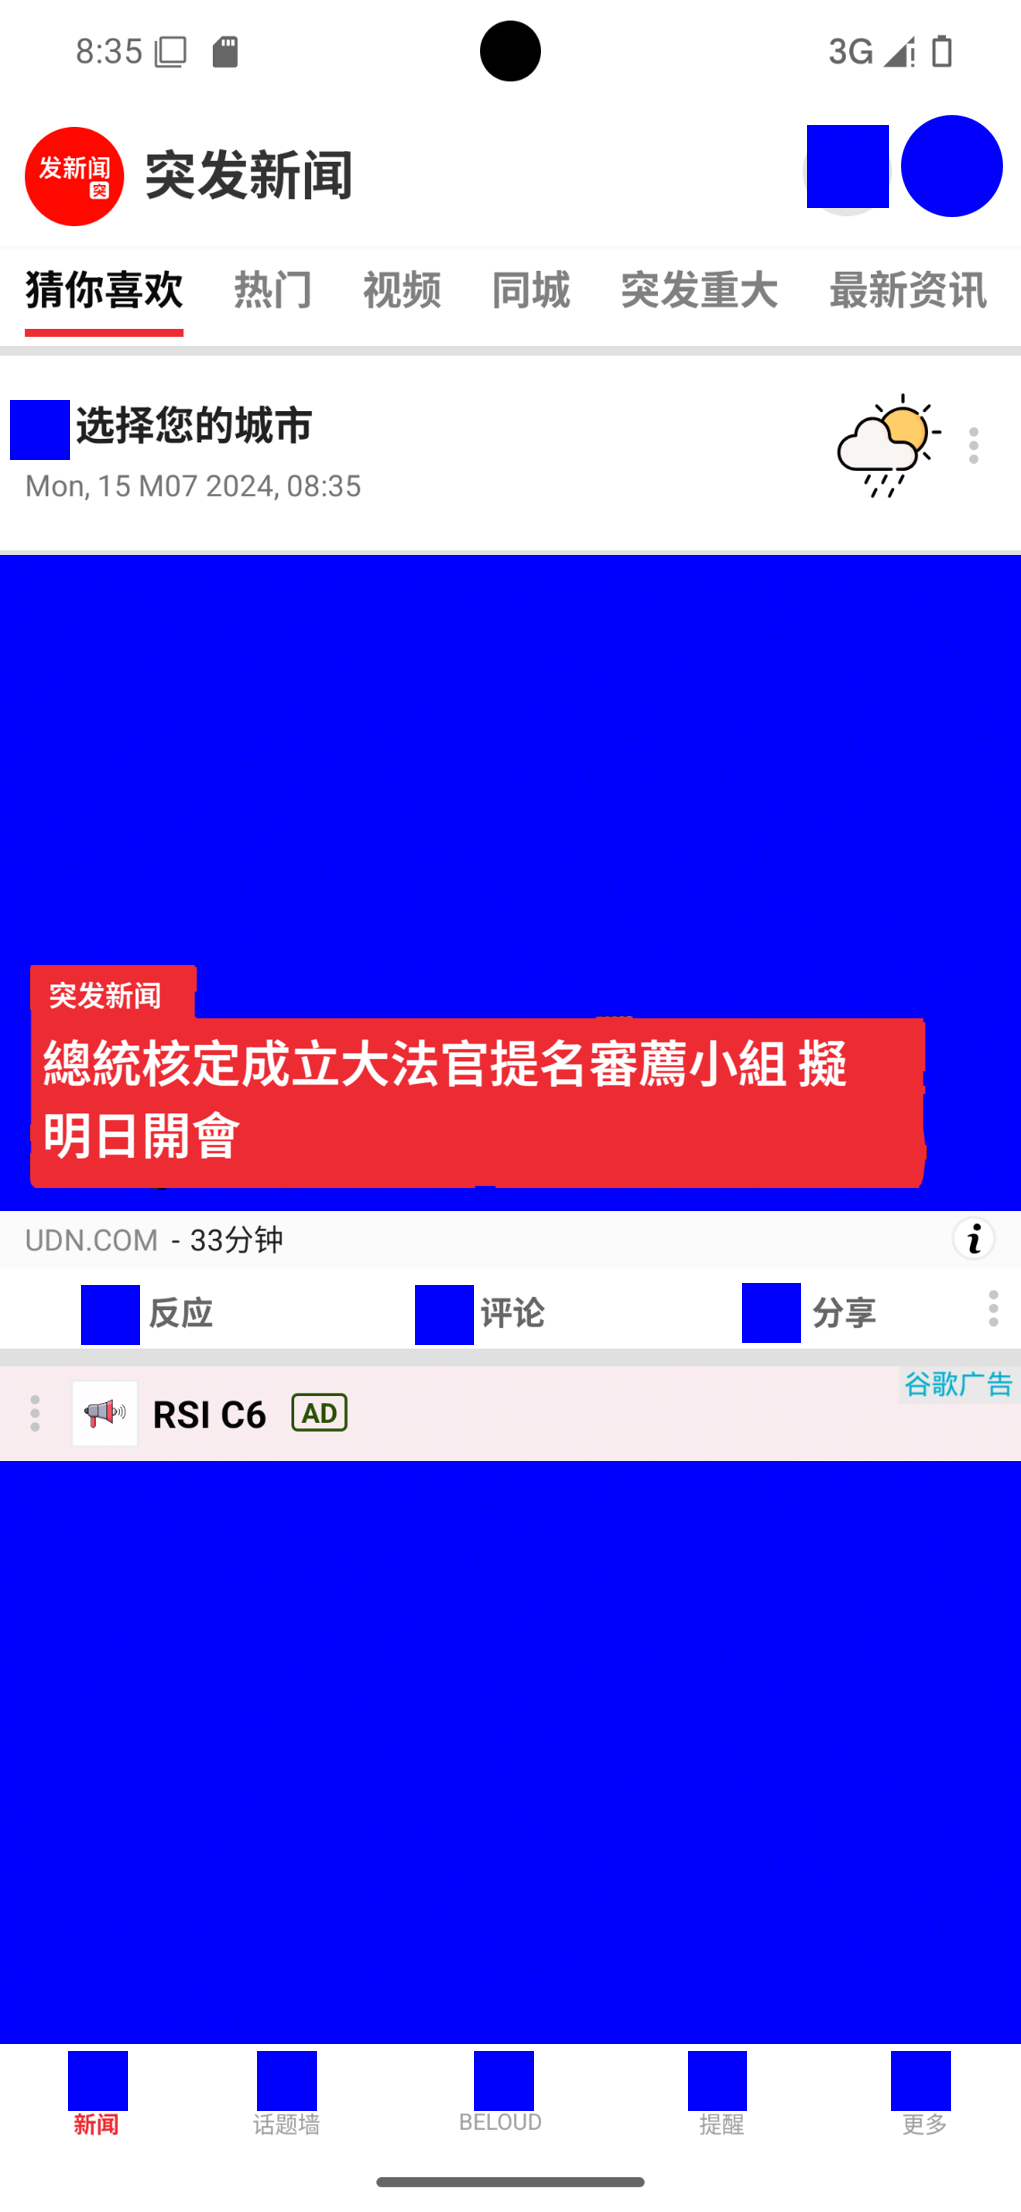 8:35
3G
发新闻
突
突发新闻
猜你喜欢 热门 视频 同城 突发重大 最新资讯
选择您的城市
Mon, 15 M07 2024, 08:35
突发新闻
總統核定成立大法官提名審薦小組 擬
明日開會
UDN.COM - 33分钟
反应 评论 分享
谷歌广告
RSI C6 AD
新闻 话题墙 BELOUD 提醒 更多